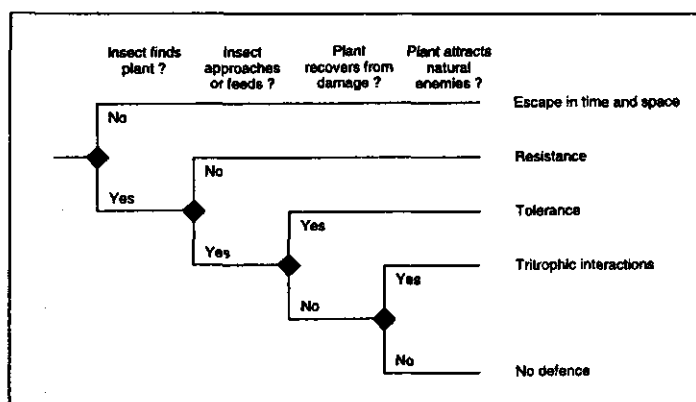 Insect finds
plant ?
Insect
approaches
or feeds ?
Plant
recovers from
damage ?
Plant attracts
natural
enemies ?
No
Escape in time and space
No
Resistance
Yes
Yes
Tolerance
Yes
Yes
Tritrophic interactions
No
No
No defence